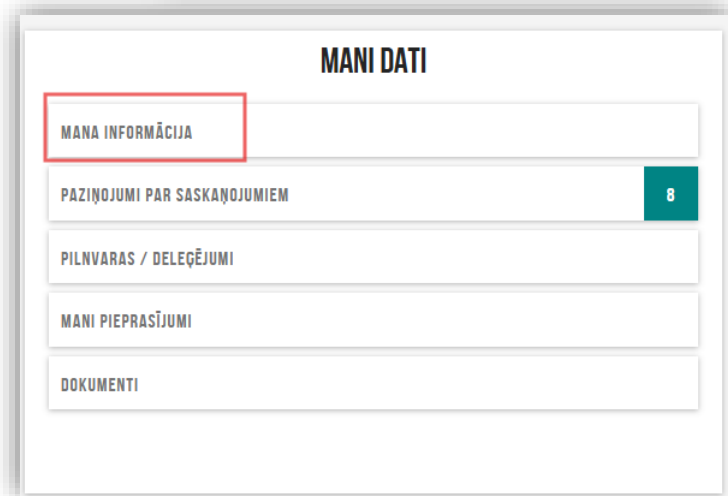 MANI DATI
MANA INFORMĀCIJA
PAZIŅOJUMI PAR SASKAŅOJUMIEM 8
PILNVARAS / DELEĢĒJUMI
MANI PIEPRASĪJUMI
DOKUMENTI